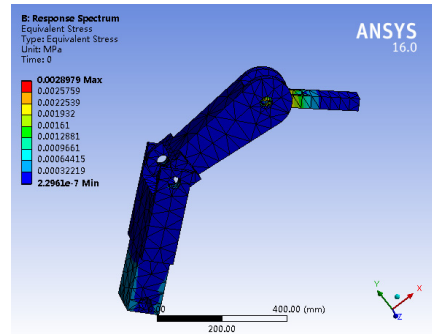 B: Response Spectrum
Equivalent Stress
Type: Equivalent Stress
Unit: MPa
Time: 0
0.0028979 Max
0.0025759
0.0022539
0.001932
0.00161
0.0012881
0.0009661
0.00064415
0.00032219
2.2961e-7 Min
ANSYS
16.0
400.00 (mm)
200.00
Y
X
Z